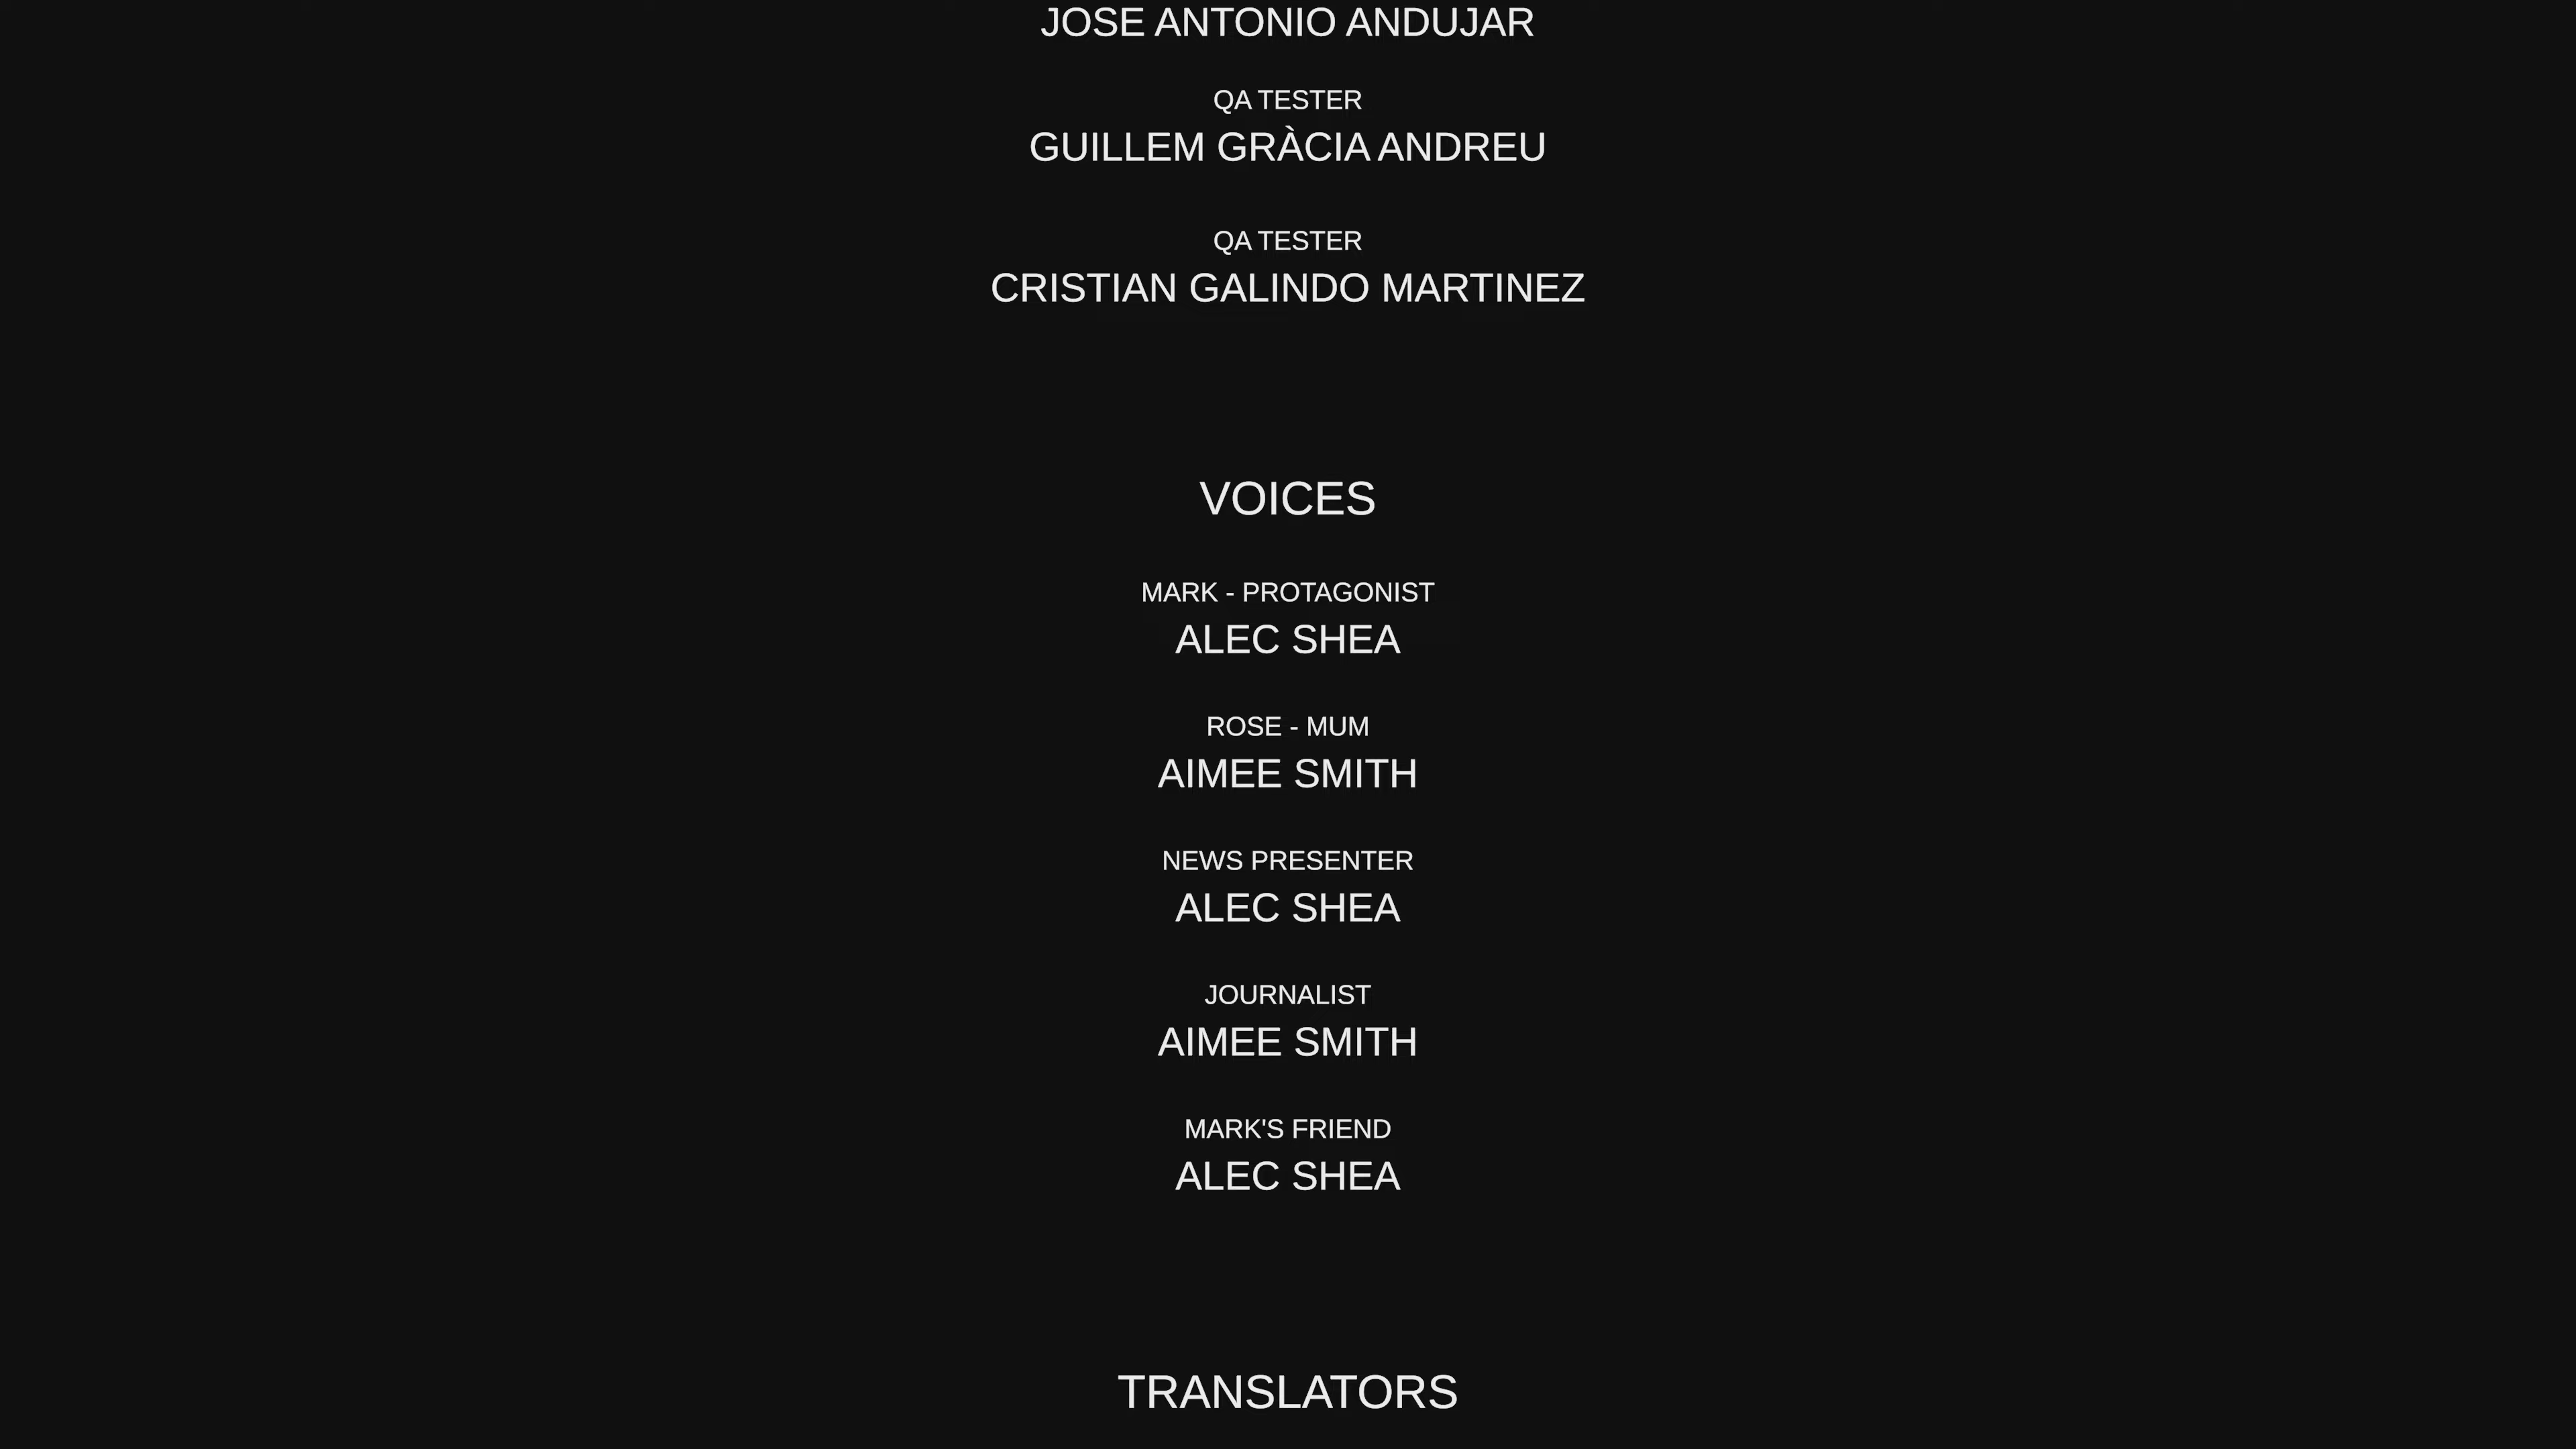 JOSE ANTONIO ANDUJAR
QA TESTER
GUILLEM GRÀCIA ANDREU
QA TESTER
CRISTIAN GALINDO MARTINEZ
VOICES
MARK - PROTAGONIST
ALEC SHEA
ROSE - MUM
AIMEE SMITH
NEWS PRESENTER
ALEC SHEA
JOURNALIST
AIMEE SMITH
MARK'S FRIEND
ALEC SHEA
TRANSLATORS